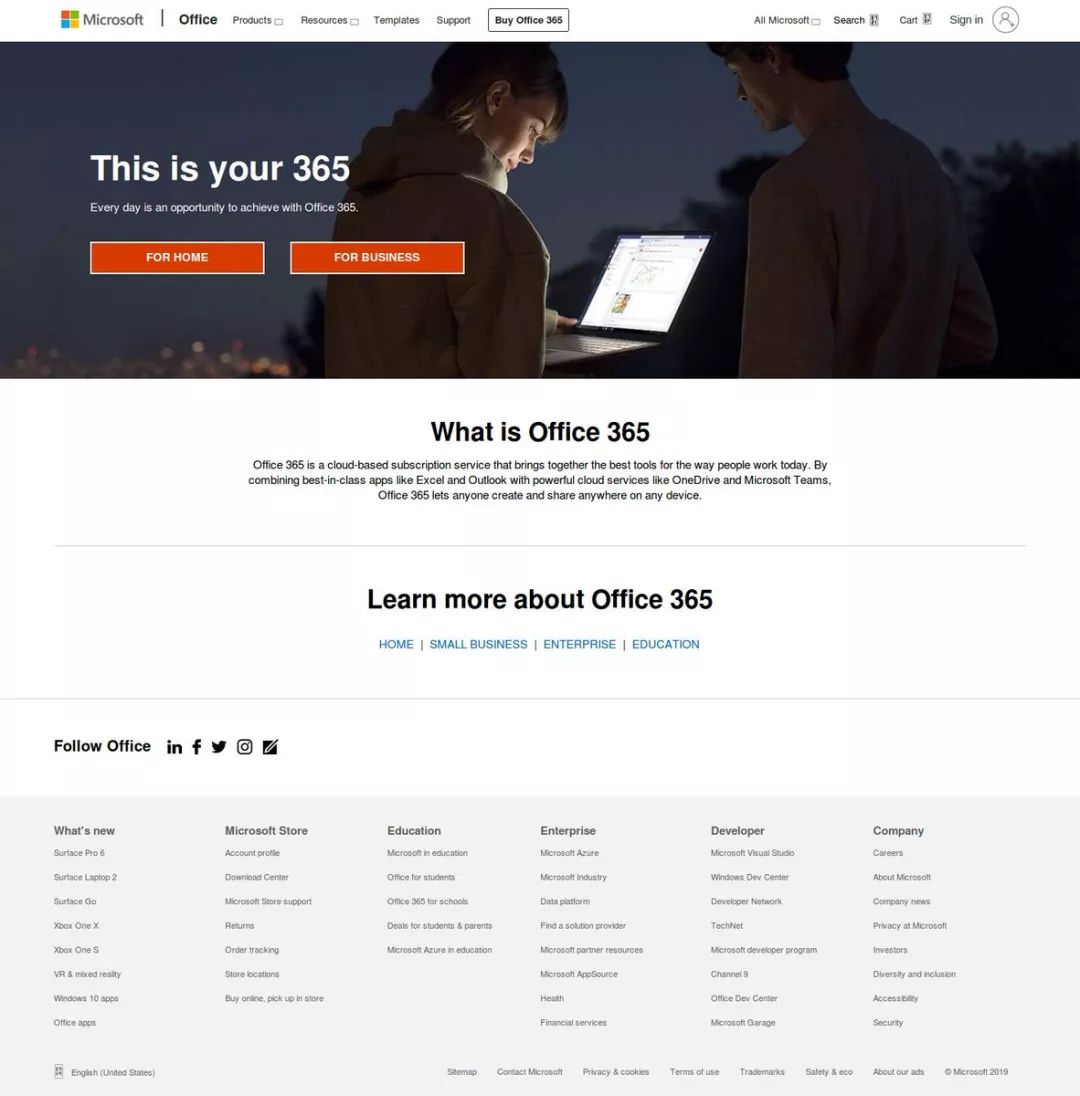 Microsoft | Office Products Resources Templates Support Buy Office 365 All Microsoft Search Cart Sign in
This is your 365
Every day is an opportunity to achieve with Office 365.
FOR HOME FOR BUSINESS
What is Office 365
Office 365 is a cloud-based subscription service that brings together the best tools for the way people work today. By
combining best-in-class apps like Excel and Outlook with powerful cloud services like OneDrive and Microsoft Teams,
Office 365 lets anyone create and share anywhere on any device.
Learn more about Office 365
HOME | SMALL BUSINESS | ENTERPRISE | EDUCATION
Follow Office
What's new
Surface Pro 6
Surface Laptop 2
Surface Go
Xbox One X
Xbox One S
VR & mixed reality
Windows 10 apps
Office apps
Microsoft Store
Account profile
Download Center
Microsoft Store support
Returns
Order tracking
Store locations
Buy online, pick up in store
Education
Microsoft in education
Office for students
Office 365 for schools
Deals for students & parents
Microsoft Azure in education
Enterprise
Microsoft Azure
Microsoft Industry
Data platform
Find a solution provider
Microsoft partner resources
Microsoft AppSource
Health
Financial services
Developer
Microsoft Visual Studio
Windows Dev Center
Developer Network
TechNet
Microsoft developer program
Channel 9
Office Dev Center
Microsoft Garage
Company
Careers
About Microsoft
Company news
Privacy at Microsoft
Investors
Diversity and inclusion
Accessibility
Security
English (United States) Sitemap Contact Microsoft Privacy & cookies Terms of use Trademarks Safety & eco About our ads © Microsoft 2019